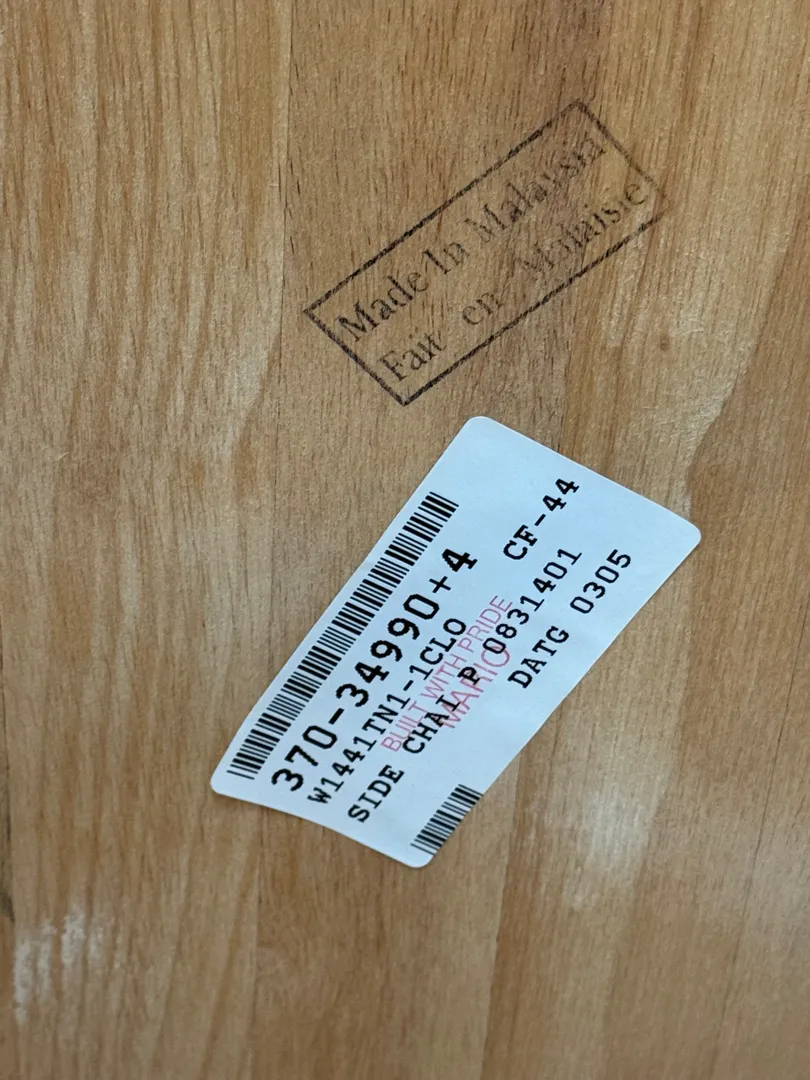 Made In Malaysia
Fait en Malaisie
370-34990+4 CF-44
W1441TN1-1CLO
BUILT WITH PRIDE
MARIO
SIDE CHAI P 0831401
DATG 0305